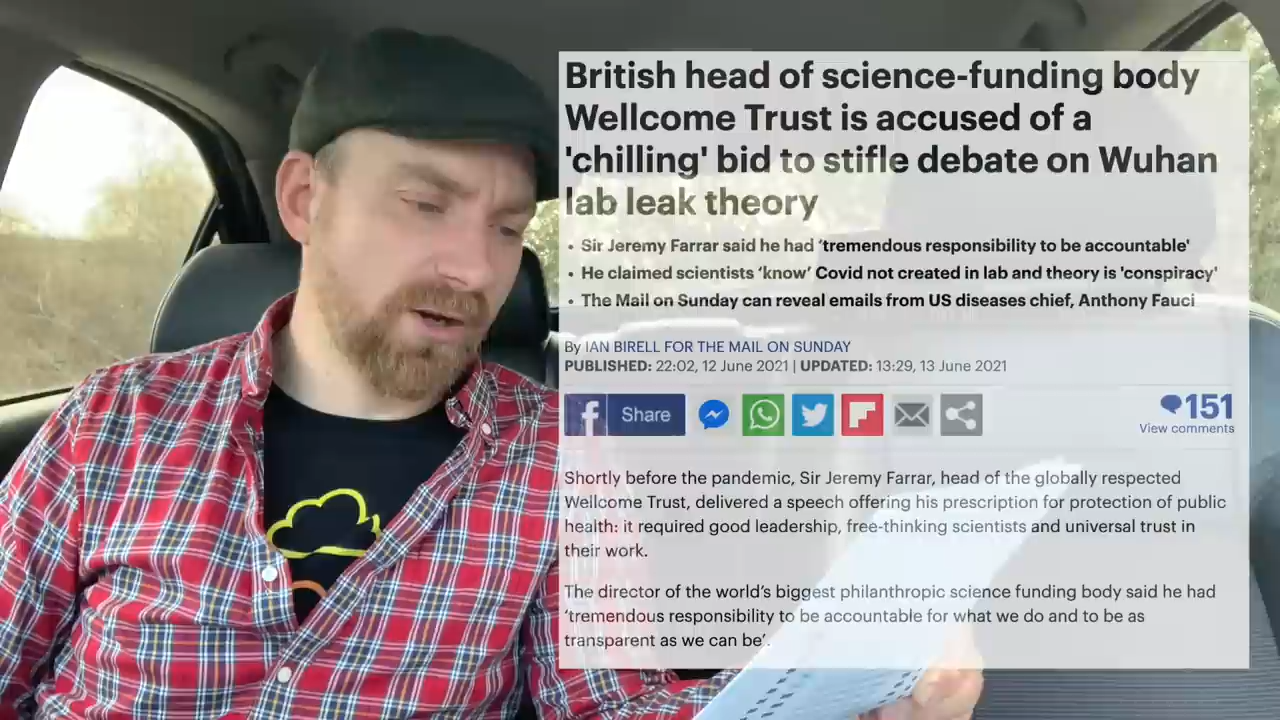 British head of science-funding body
Wellcome Trust is accused of a
'chilling' bid to stifle debate on Wuhan
lab leak theory
• Sir Jeremy Farrar said he had 'tremendous responsibility to be accountable'
• He claimed scientists 'know' Covid not created in lab and theory is 'conspiracy'
• The Mail on Sunday can reveal emails from US diseases chief, Anthony Fauci
By IAN BIRELL FOR THE MAIL ON SUNDAY
PUBLISHED: 22:02, 12 June 2021 | UPDATED: 13:29, 13 June 2021
Share
151
View comments
Shortly before the pandemic, Sir Jeremy Farrar, head of the globally respected
Wellcome Trust, delivered a speech offering his prescription for protection of public
health: it required good leadership, free-thinking scientists and universal trust in
their work.
The director of the world's biggest philanthropic science funding body said he had
'tremendous responsibility to be accountable for what we do and to be as
transparent as we can be'.